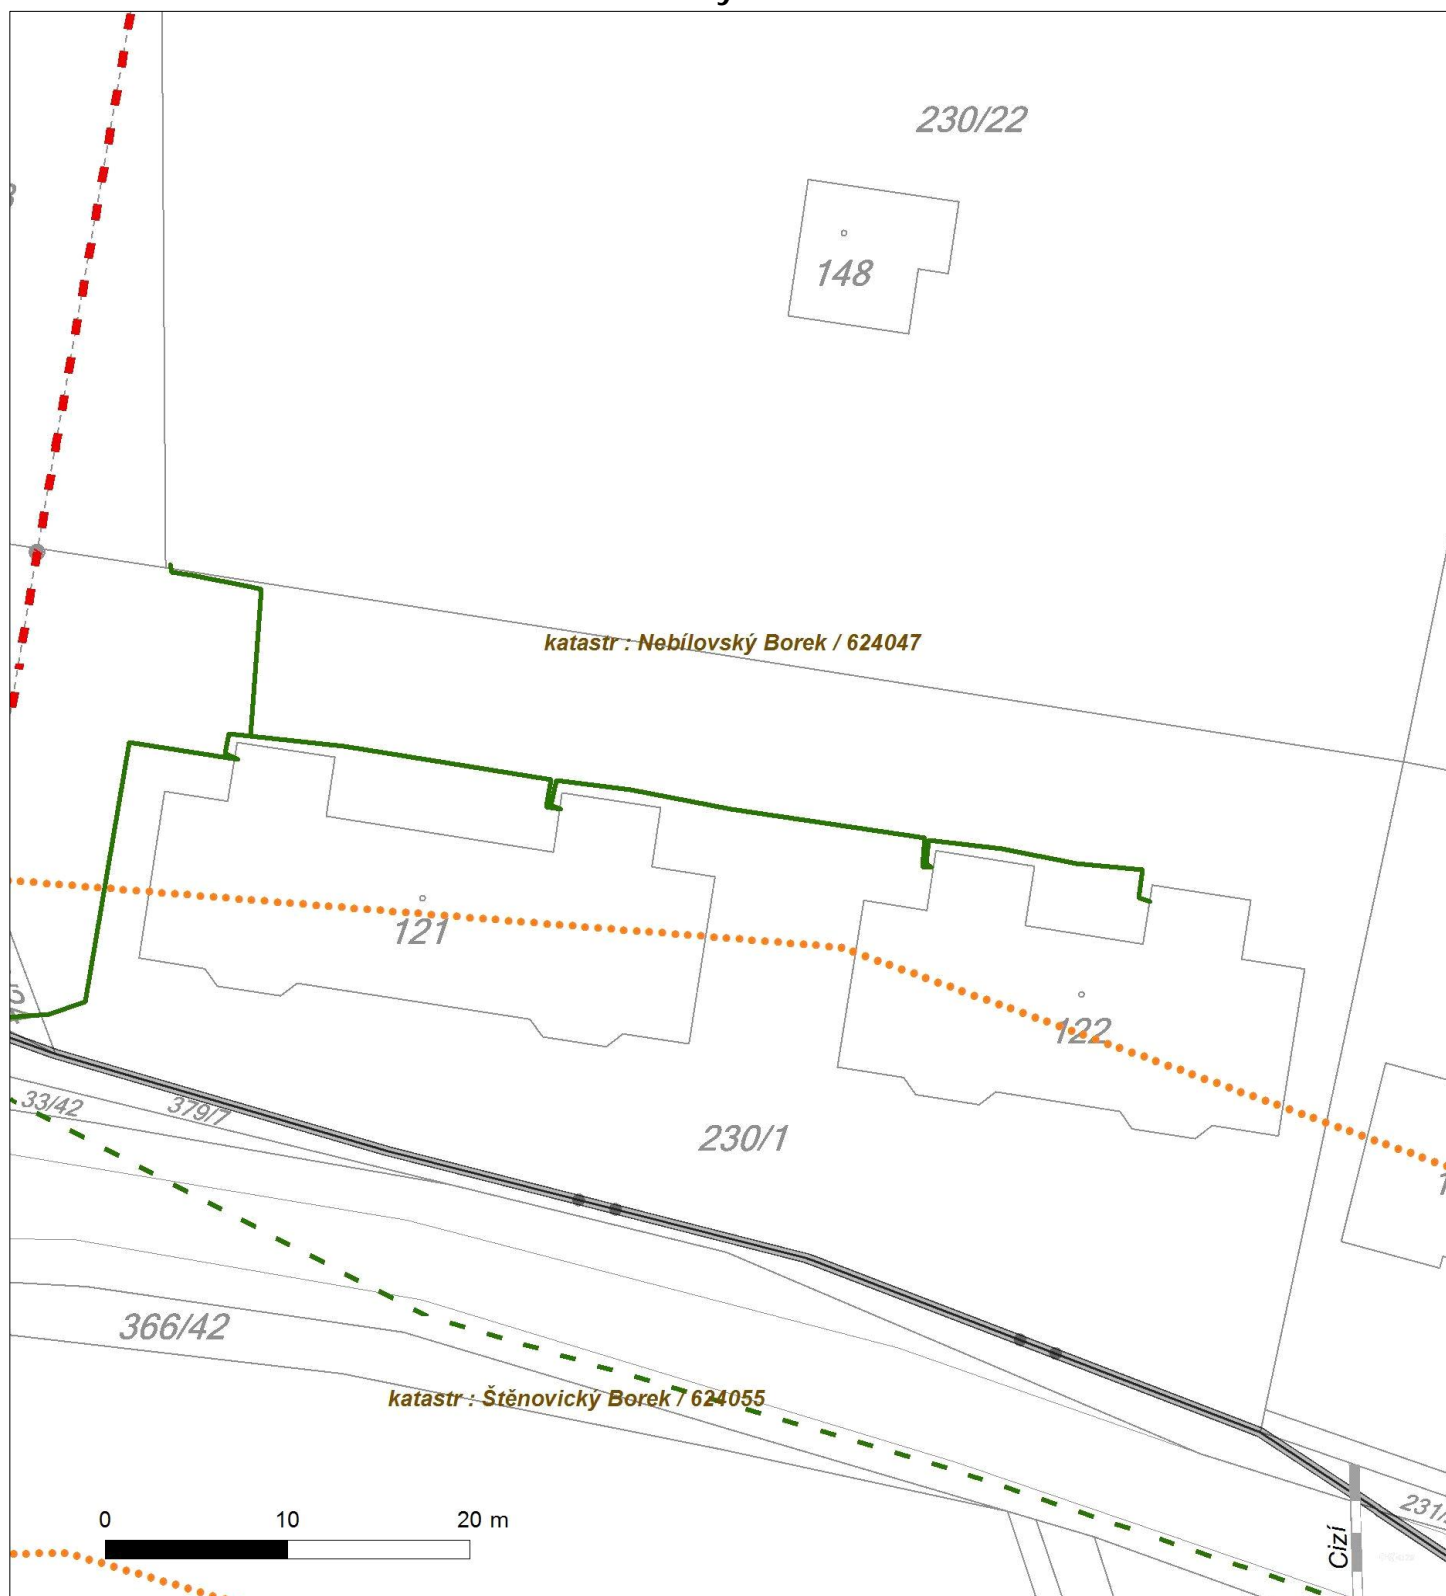 230/22
148
katastr : Nebílovský Borek / 624047
121
122
33/42
379/7
230/1
366/42
katastr : Štěnovický Borek / 624055
0 10 20 m
Cizí